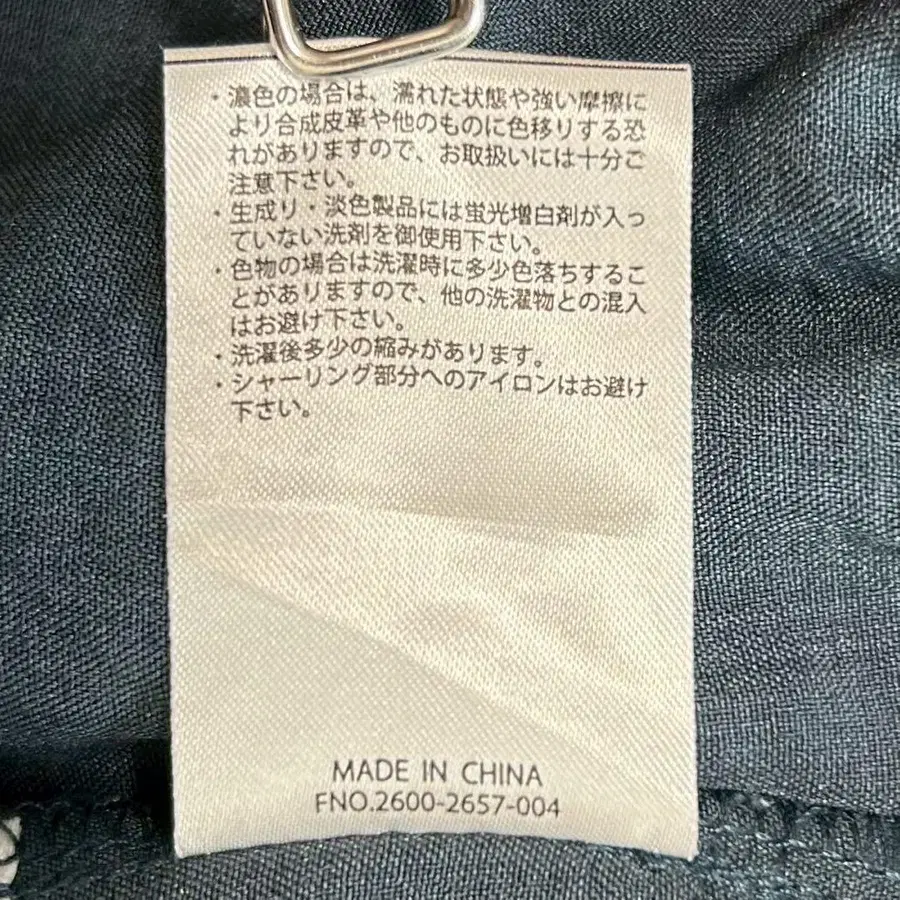 ・濃色の場合は、濡れた状態や強い摩擦に
より合成皮革や他のものに色移りする恐
れがありますので、お取扱いには十分ご
注意下さい。
・生成り・淡色製品には蛍光増白剤が入っ
ていない洗剤を御使用下さい。
・色物の場合は洗濯時に多少色落ちするこ
とがありますので、他の洗濯物との混入
はお避け下さい。
・洗濯後多少の縮みがあります。
・シャーリング部分へのアイロンはお避け
下さい。
MADE IN CHINA
FNO.2600-2657-004